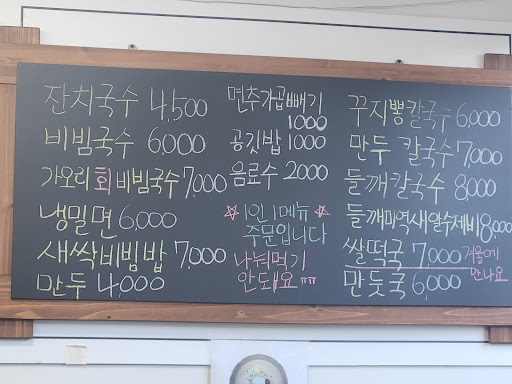 잔치국수 4,500
비빔국수 6,000
가오리회비빔국수 7,000
냉밀면 6,000
새싹비빔밥 7,000
만두 4,000
면추가곱빼기
1000
공깃밥 1000
음료수 2000
☆1인1메뉴☆
주문입니다
나눠먹기
안돼요 ㅠㅠ
꾸지뽕칼국수 6,000
만두 칼국수 7,000
들깨칼국수 8,000
들깨미역새알수제비 8,000
쌀떡국 7,000 겨울에
만나요
만둣국 6,000